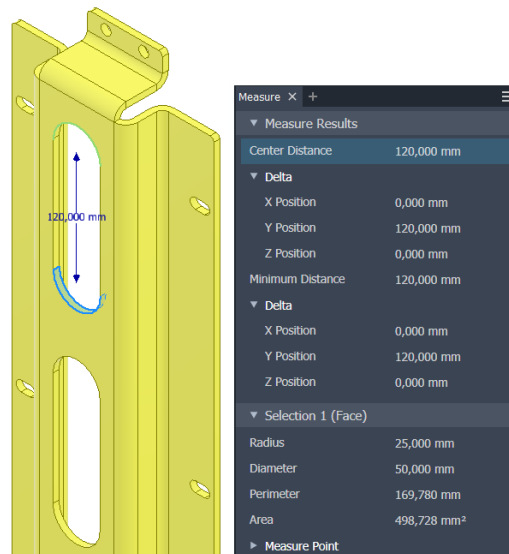 120,000 mm
Measure × +
Measure Results
Center Distance 120,000 mm
Delta
X Position 0,000 mm
Y Position 120,000 mm
Z Position 0,000 mm
Minimum Distance 120,000 mm
Delta
X Position 0,000 mm
Y Position 120,000 mm
Z Position 0,000 mm
Selection 1 (Face)
Radius 25,000 mm
Diameter 50,000 mm
Perimeter 169,780 mm
Area 498,728 mm²
Measure Point